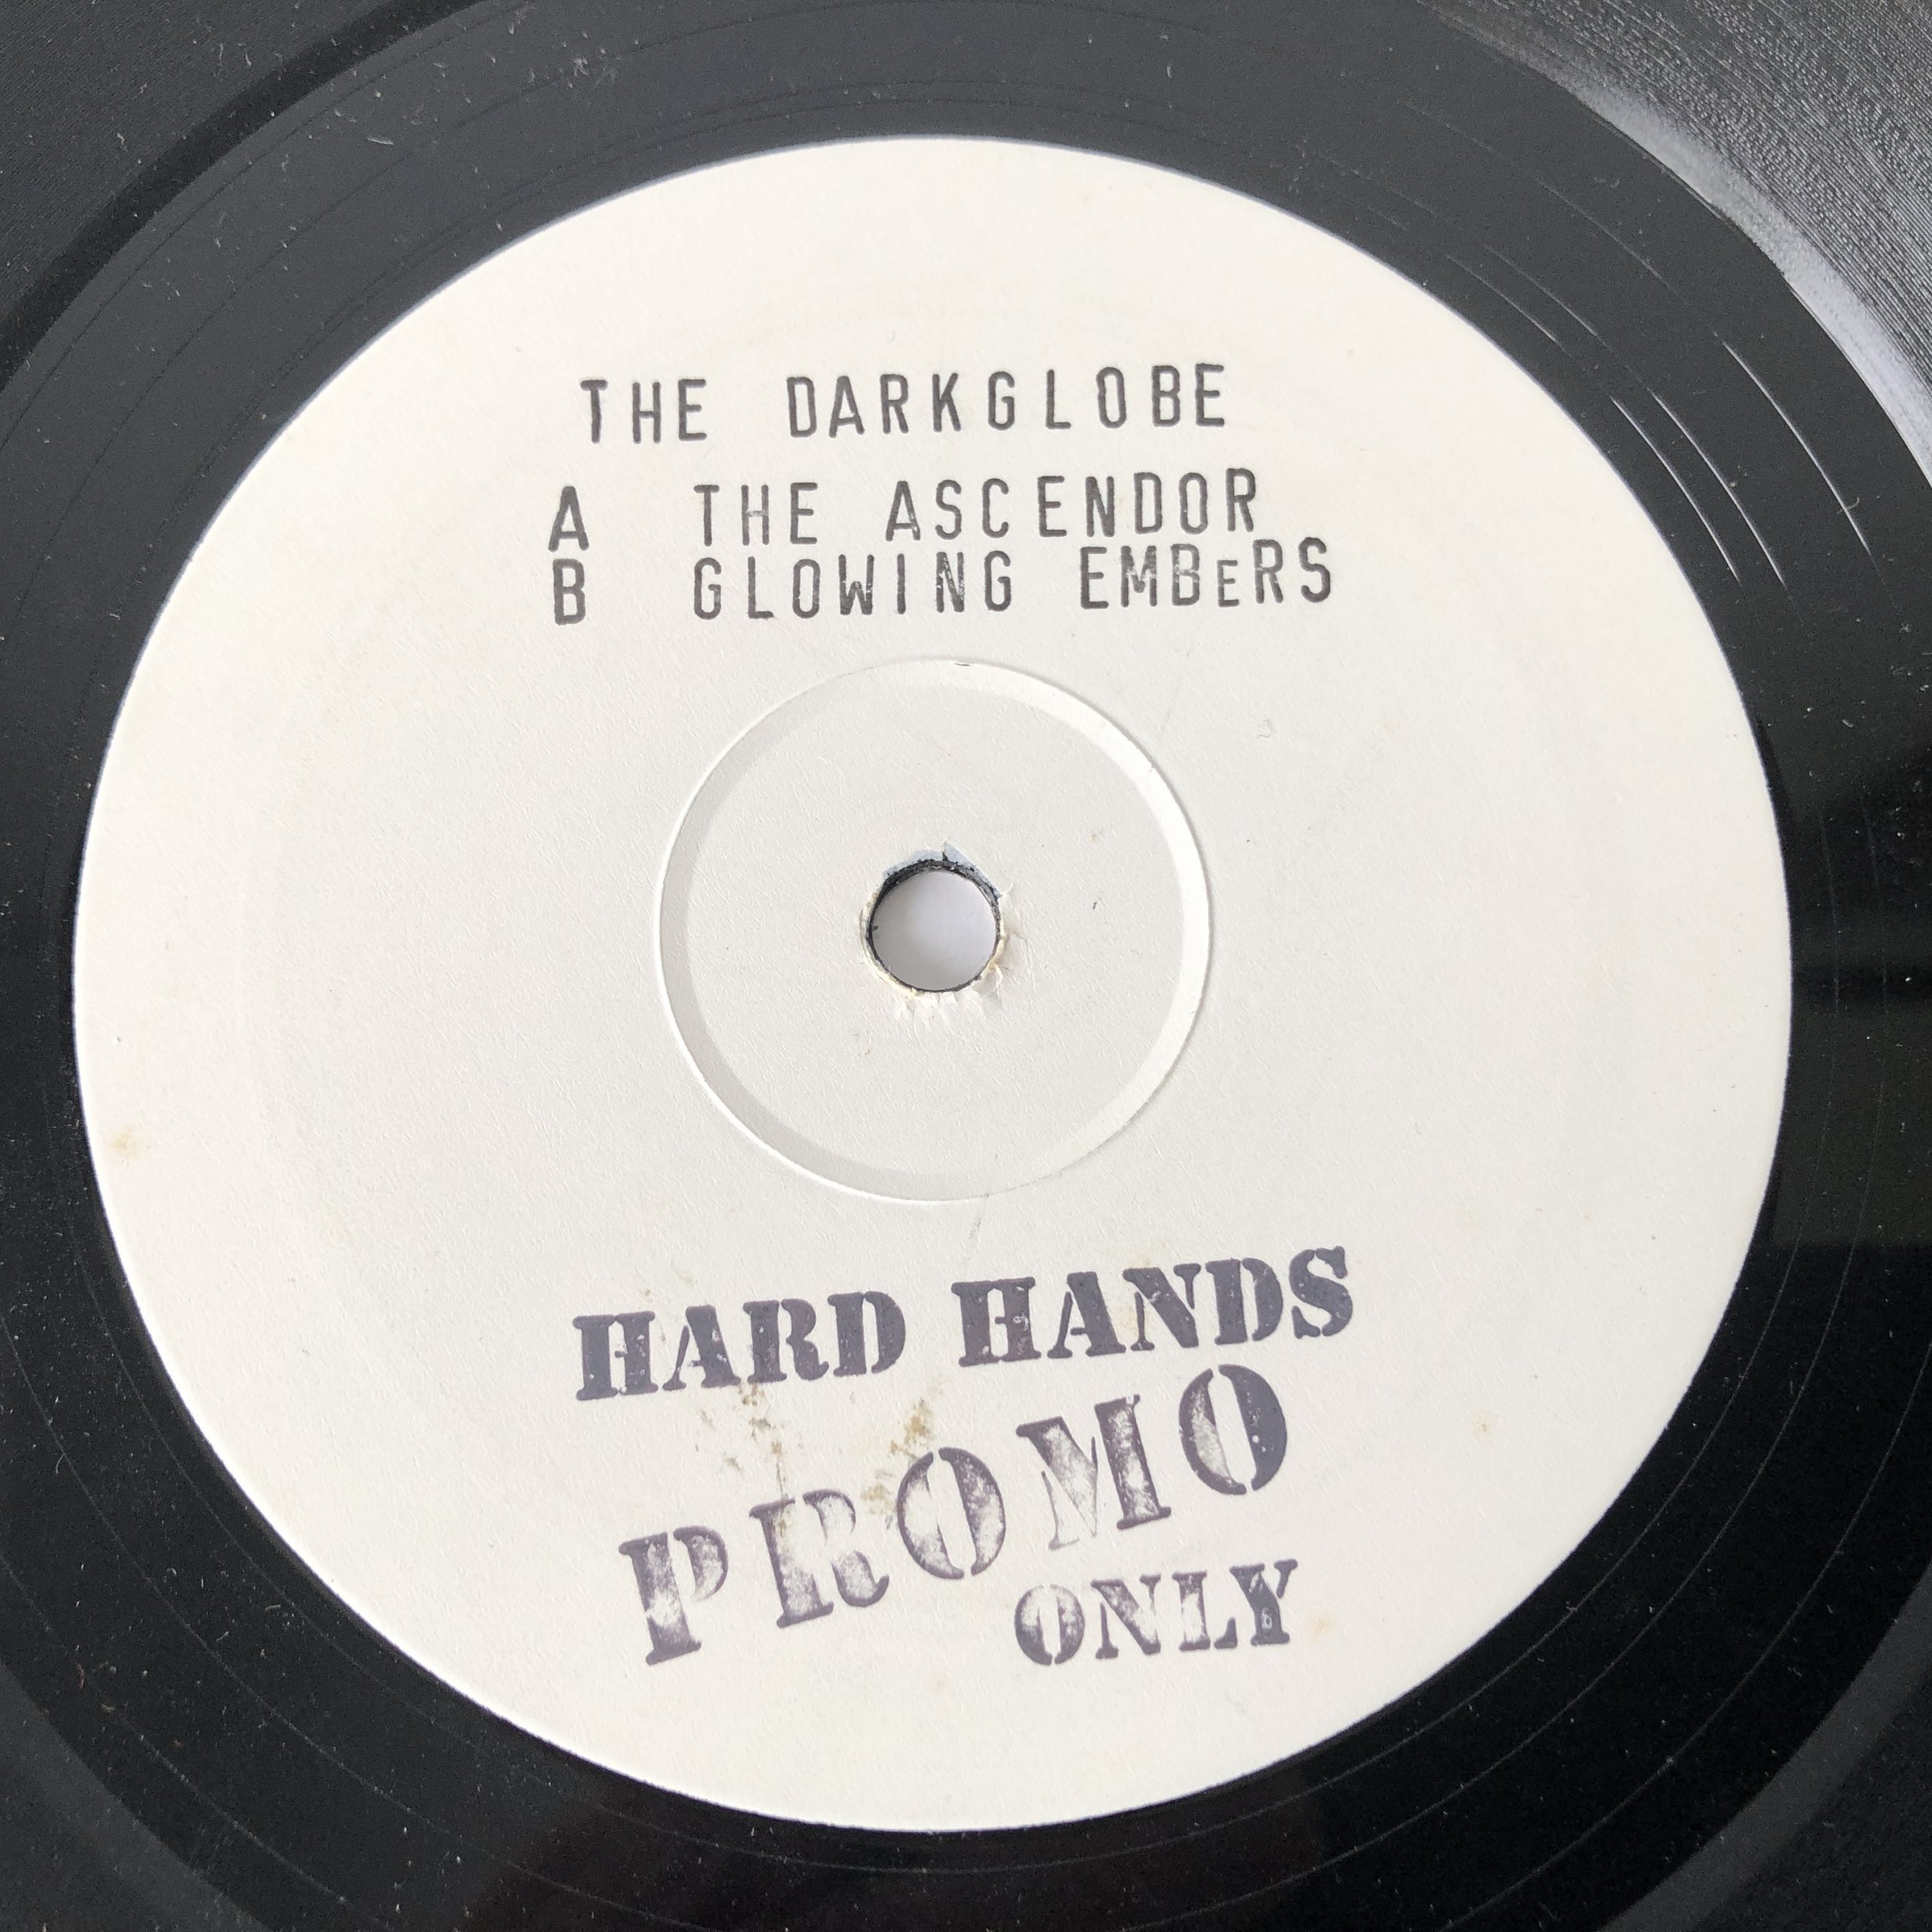 THE DARKGLOBE
A THE ASCENDOR
B GLOWING EMBeRS
HARD HANDS
PROMO
ONLY